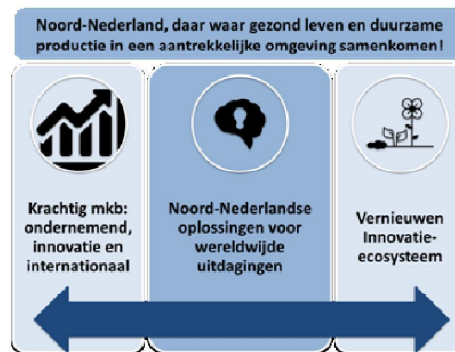 Noord-Nederland, daar waar gezond leven en duurzame
productie in een aantrekkelijke omgeving samenkomen!
Krachtig mkb:
ondernemend,
innovatie en
internationaal
Noord-Nederlandse
oplossingen voor
wereldwijde
uitdagingen
Vernieuwen
Innovatie-
ecosysteem